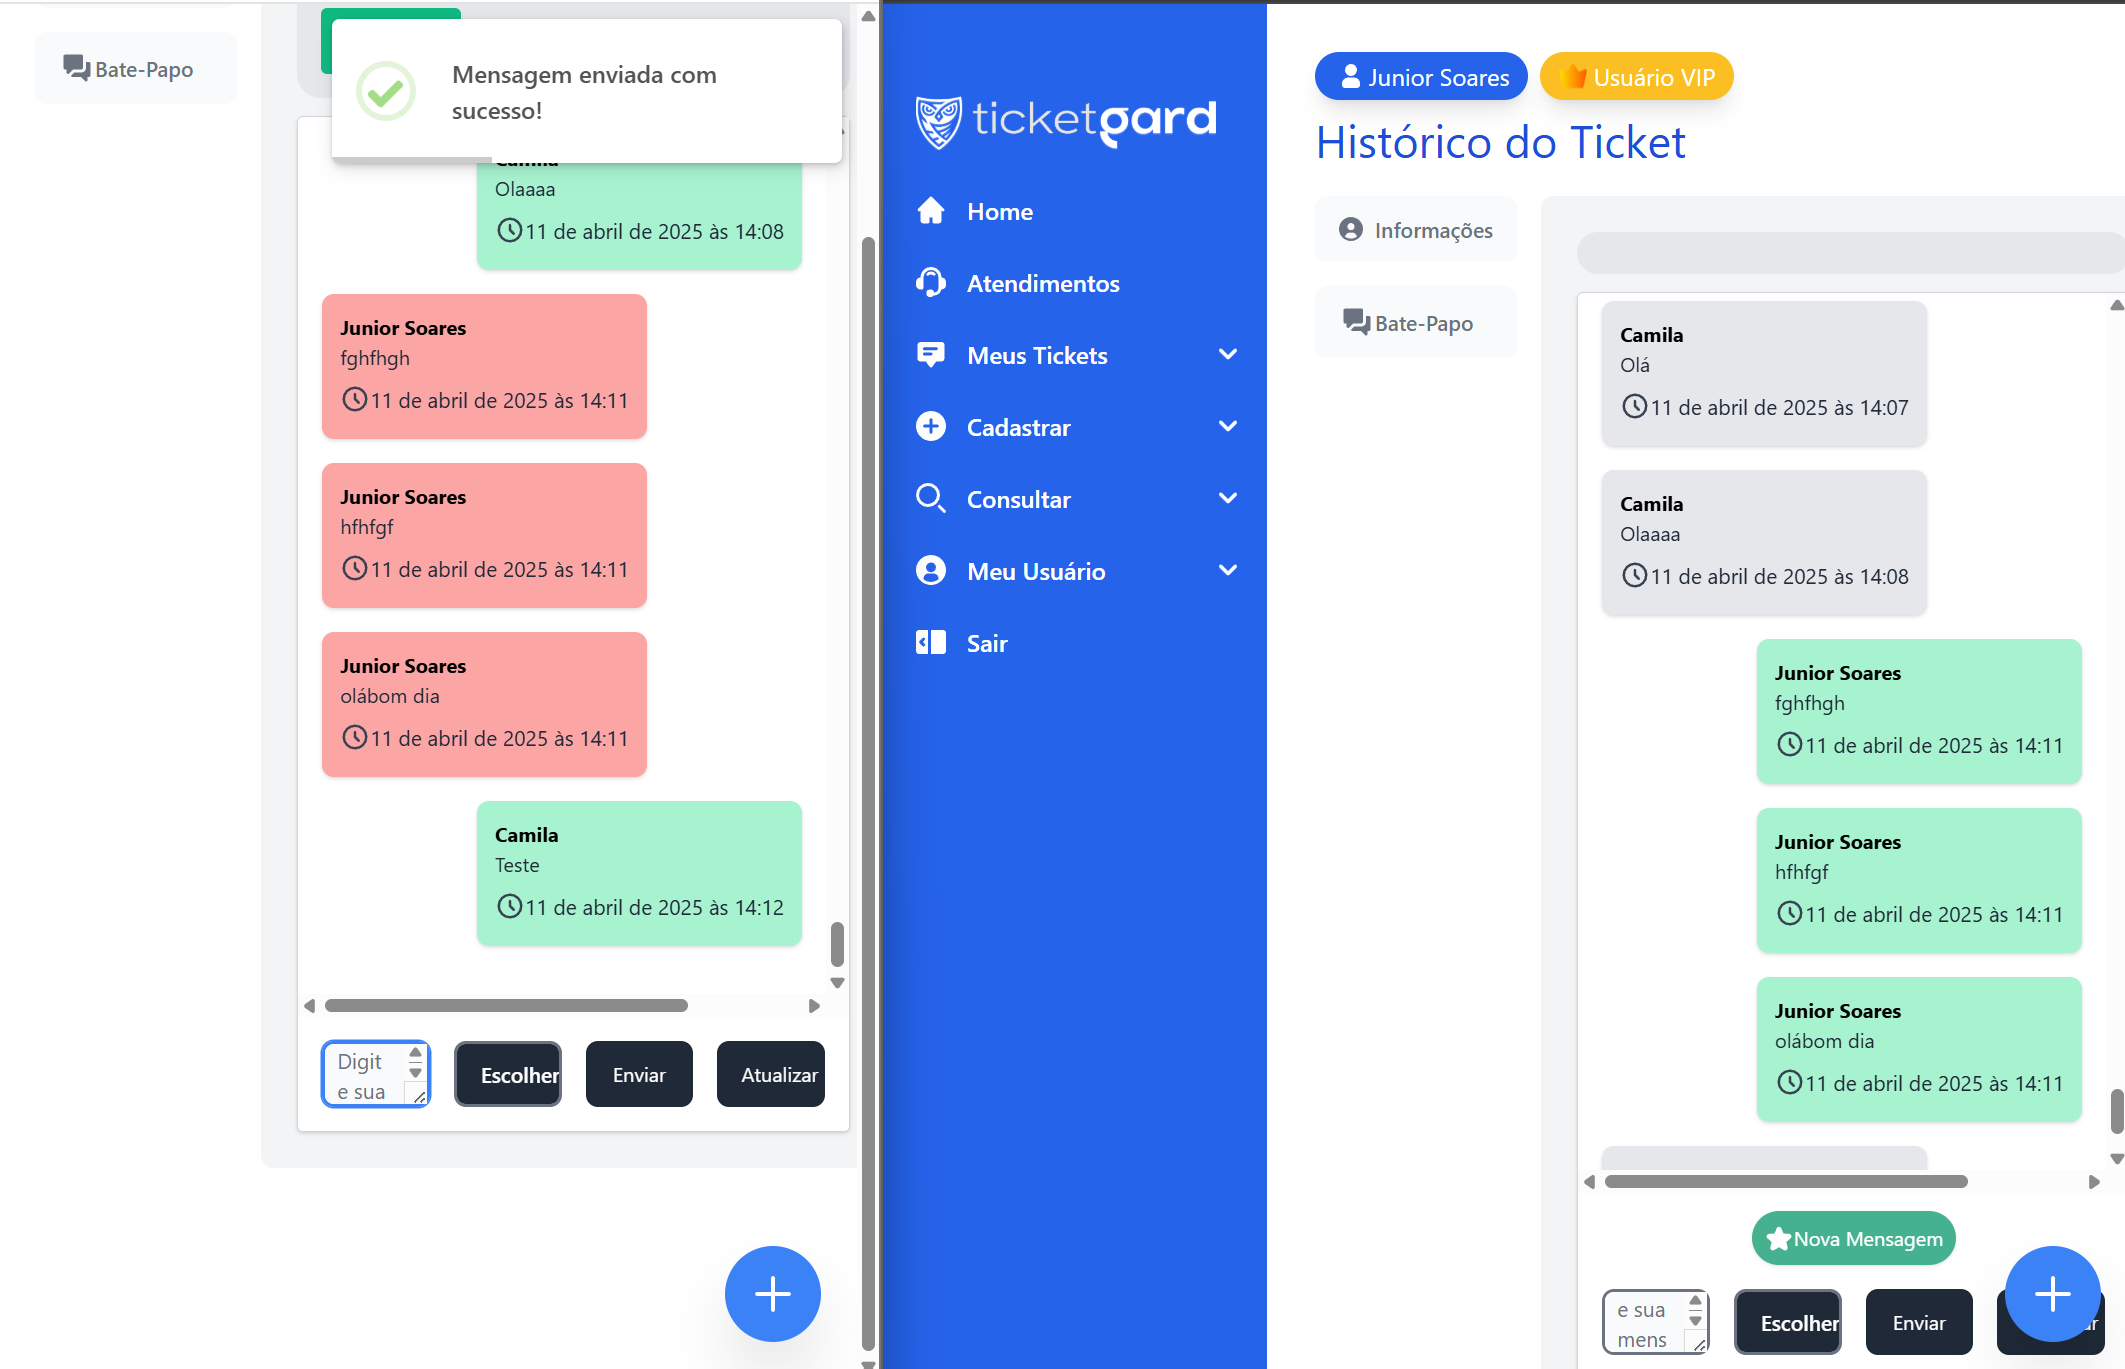 Bate-Papo
Mensagem enviada com
sucesso!
Camila
Olaaaa
11 de abril de 2025 às 14:08
Junior Soares
fghfhgh
11 de abril de 2025 às 14:11
Junior Soares
hfhfgf
11 de abril de 2025 às 14:11
Junior Soares
olábom dia
11 de abril de 2025 às 14:11
Camila
Teste
11 de abril de 2025 às 14:12
Digit
e sua
Escolher
Enviar
Atualizar
ticketgard
Home
Atendimentos
Meus Tickets
Cadastrar
Consultar
Meu Usuário
Sair
Junior Soares
Usuário VIP
Histórico do Ticket
Informações
Bate-Papo
Camila
Olá
11 de abril de 2025 às 14:07
Camila
Olaaaa
11 de abril de 2025 às 14:08
Junior Soares
fghfhgh
11 de abril de 2025 às 14:11
Junior Soares
hfhfgf
11 de abril de 2025 às 14:11
Junior Soares
olábom dia
11 de abril de 2025 às 14:11
Nova Mensagem
e sua
mens
Escolher
Enviar